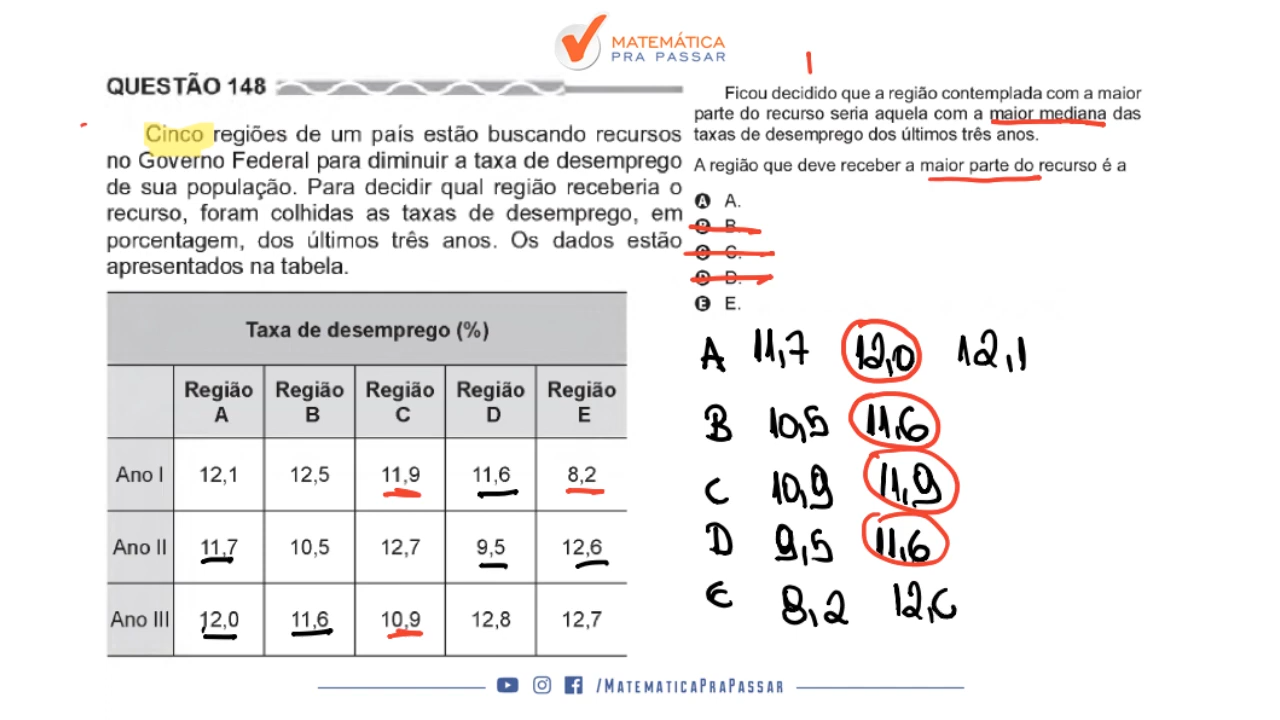 MATEMÁTICA
PRA PASSAR
QUESTÃO 148
Cinco regiões de um país estão buscando recursos
no Governo Federal para diminuir a taxa de desemprego
de sua população. Para decidir qual região receberia o
recurso, foram colhidas as taxas de desemprego, em
porcentagem, dos últimos três anos. Os dados estão
apresentados na tabela.
Taxa de desemprego (%)
Região A Região B Região C Região D Região E
Ano I 12,1 12,5 11,9 11,6 8,2
Ano II 11,7 10,5 12,7 9,5 12,6
Ano III 12,0 11,6 10,9 12,8 12,7
Ficou decidido que a região contemplada com a maior
parte do recurso seria aquela com a maior mediana das
taxas de desemprego dos últimos três anos.
A região que deve receber a maior parte do recurso é a
A A.
B B.
C C.
D D.
E E.
A 11,7 12,0 12,1
B 10,5 11,6
C 10,9 11,9
D 9,5 11,6
E 8,2
/MATEMATICAPRAPASSAR